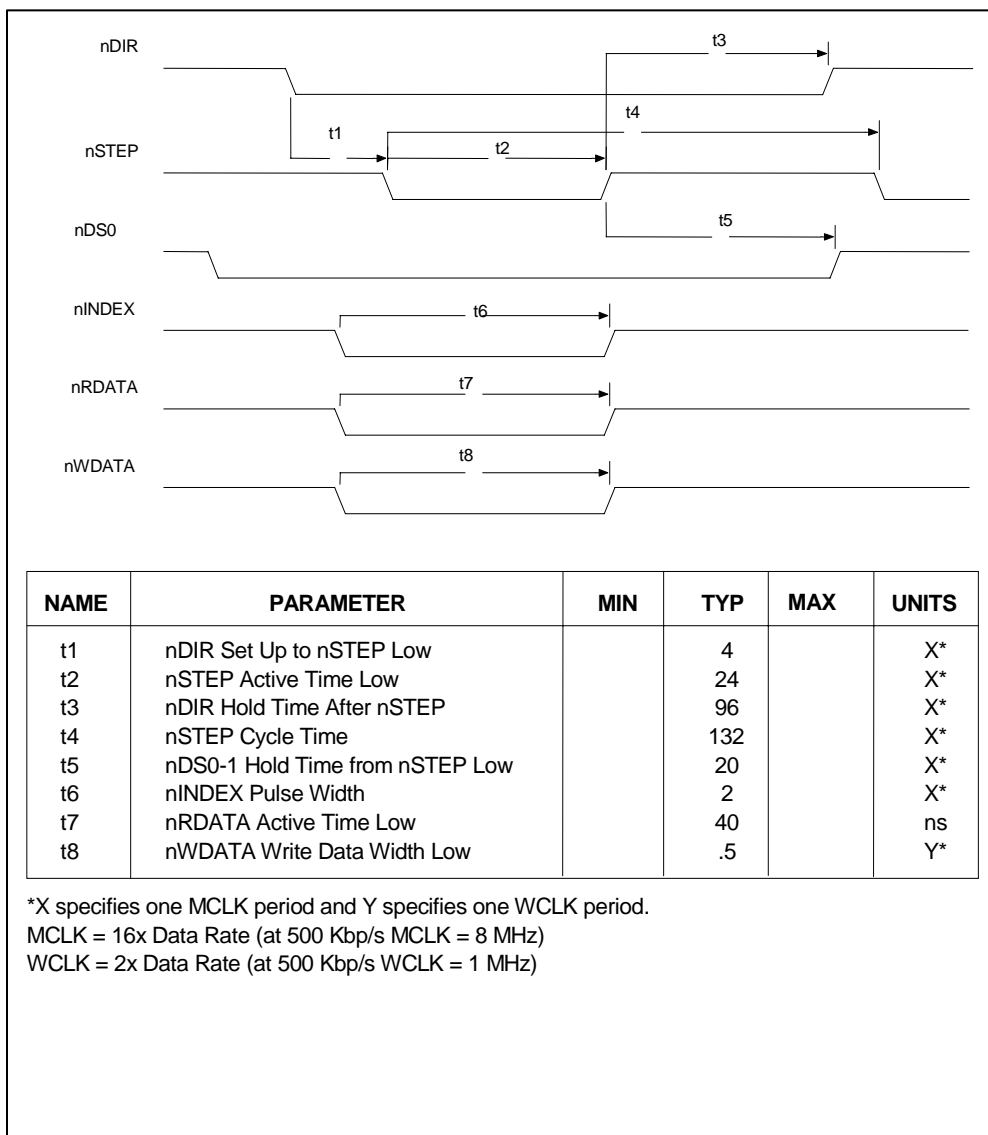 nDIR
t3
t4
t1
nSTEP
t2
nDS0
t5
nINDEX
t6
nRDATA
t7
nWDATA
t8
NAME PARAMETER MIN TYP MAX UNITS
t1 nDIR Set Up to nSTEP Low 4 X*
t2 nSTEP Active Time Low 24 X*
t3 nDIR Hold Time After nSTEP 96 X*
t4 nSTEP Cycle Time 132 X*
t5 nDS0-1 Hold Time from nSTEP Low 20 X*
t6 nINDEX Pulse Width 2 X*
t7 nRDATA Active Time Low 40 ns
t8 nWDATA Write Data Width Low .5 Y*
*X specifies one MCLK period and Y specifies one WCLK period.
MCLK = 16x Data Rate (at 500 Kbp/s MCLK = 8 MHz)
WCLK = 2x Data Rate (at 500 Kbp/s WCLK = 1 MHz)